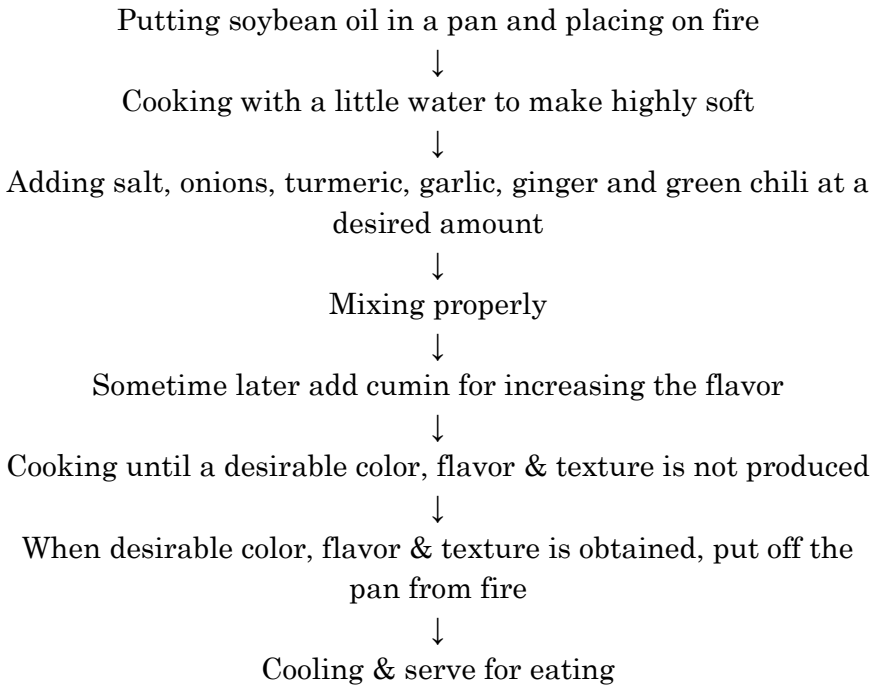 Putting soybean oil in a pan and placing on fire
↓
Cooking with a little water to make highly soft
↓
Adding salt, onions, turmeric, garlic, ginger and green chili at a
desired amount
↓
Mixing properly
↓
Sometime later add cumin for increasing the flavor
↓
Cooking until a desirable color, flavor & texture is not produced
↓
When desirable color, flavor & texture is obtained, put off the
pan from fire
↓
Cooling & serve for eating